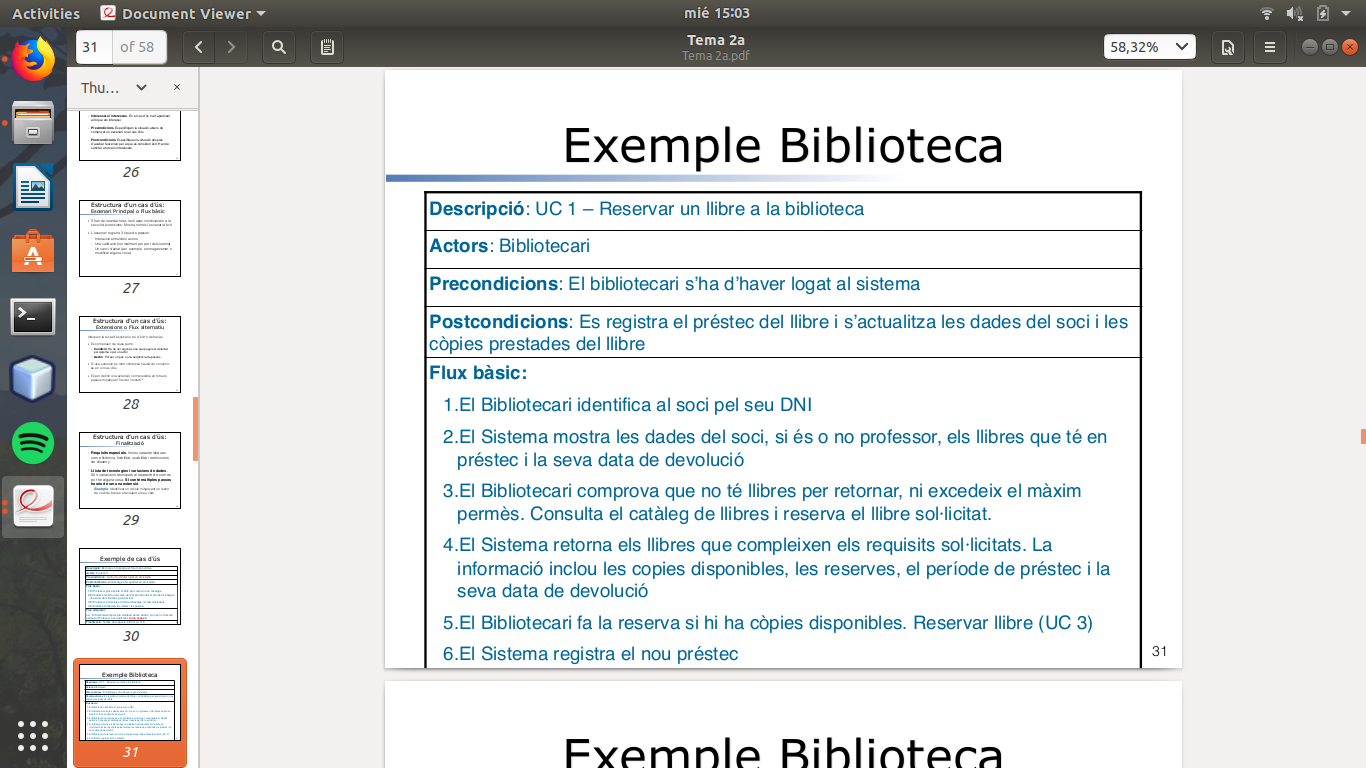 Activities
Document Viewer
mié 15:03
31
of 58
Tema 2a
Tema 2a.pdf
58,32%
Thu...
26
Estructura d'un cas d'ús:
Escenari Principal o Flux bàsic
27
Estructura d'un cas d'ús:
Extensions o Flux alternatiu
28
Estructura d'un cas d'ús:
Finalització
29
Exemple de cas d'ús
30
Exemple Biblioteca
31
Exemple Biblioteca
Descripció: UC 1 – Reservar un llibre a la biblioteca
Actors: Bibliotecari
Precondicions: El bibliotecari s'ha d'haver logat al sistema
Postcondicions: Es registra el préstec del llibre i s'actualitza les dades del soci i les
còpies prestades del llibre
Flux bàsic:
1.El Bibliotecari identifica al soci pel seu DNI
2.El Sistema mostra les dades del soci, si és o no professor, els llibres que té en
préstec i la seva data de devolució
3.El Bibliotecari comprova que no té llibres per retornar, ni excedeix el màxim
permès. Consulta el catàleg de llibres i reserva el llibre sol·licitat.
4.El Sistema retorna els llibres que compleixen els requisits sol·licitats. La
informació inclou les copies disponibles, les reserves, el període de préstec i la
seva data de devolució
5.El Bibliotecari fa la reserva si hi ha còpies disponibles. Reservar llibre (UC 3)
6.El Sistema registra el nou préstec
31
Exemple Biblioteca